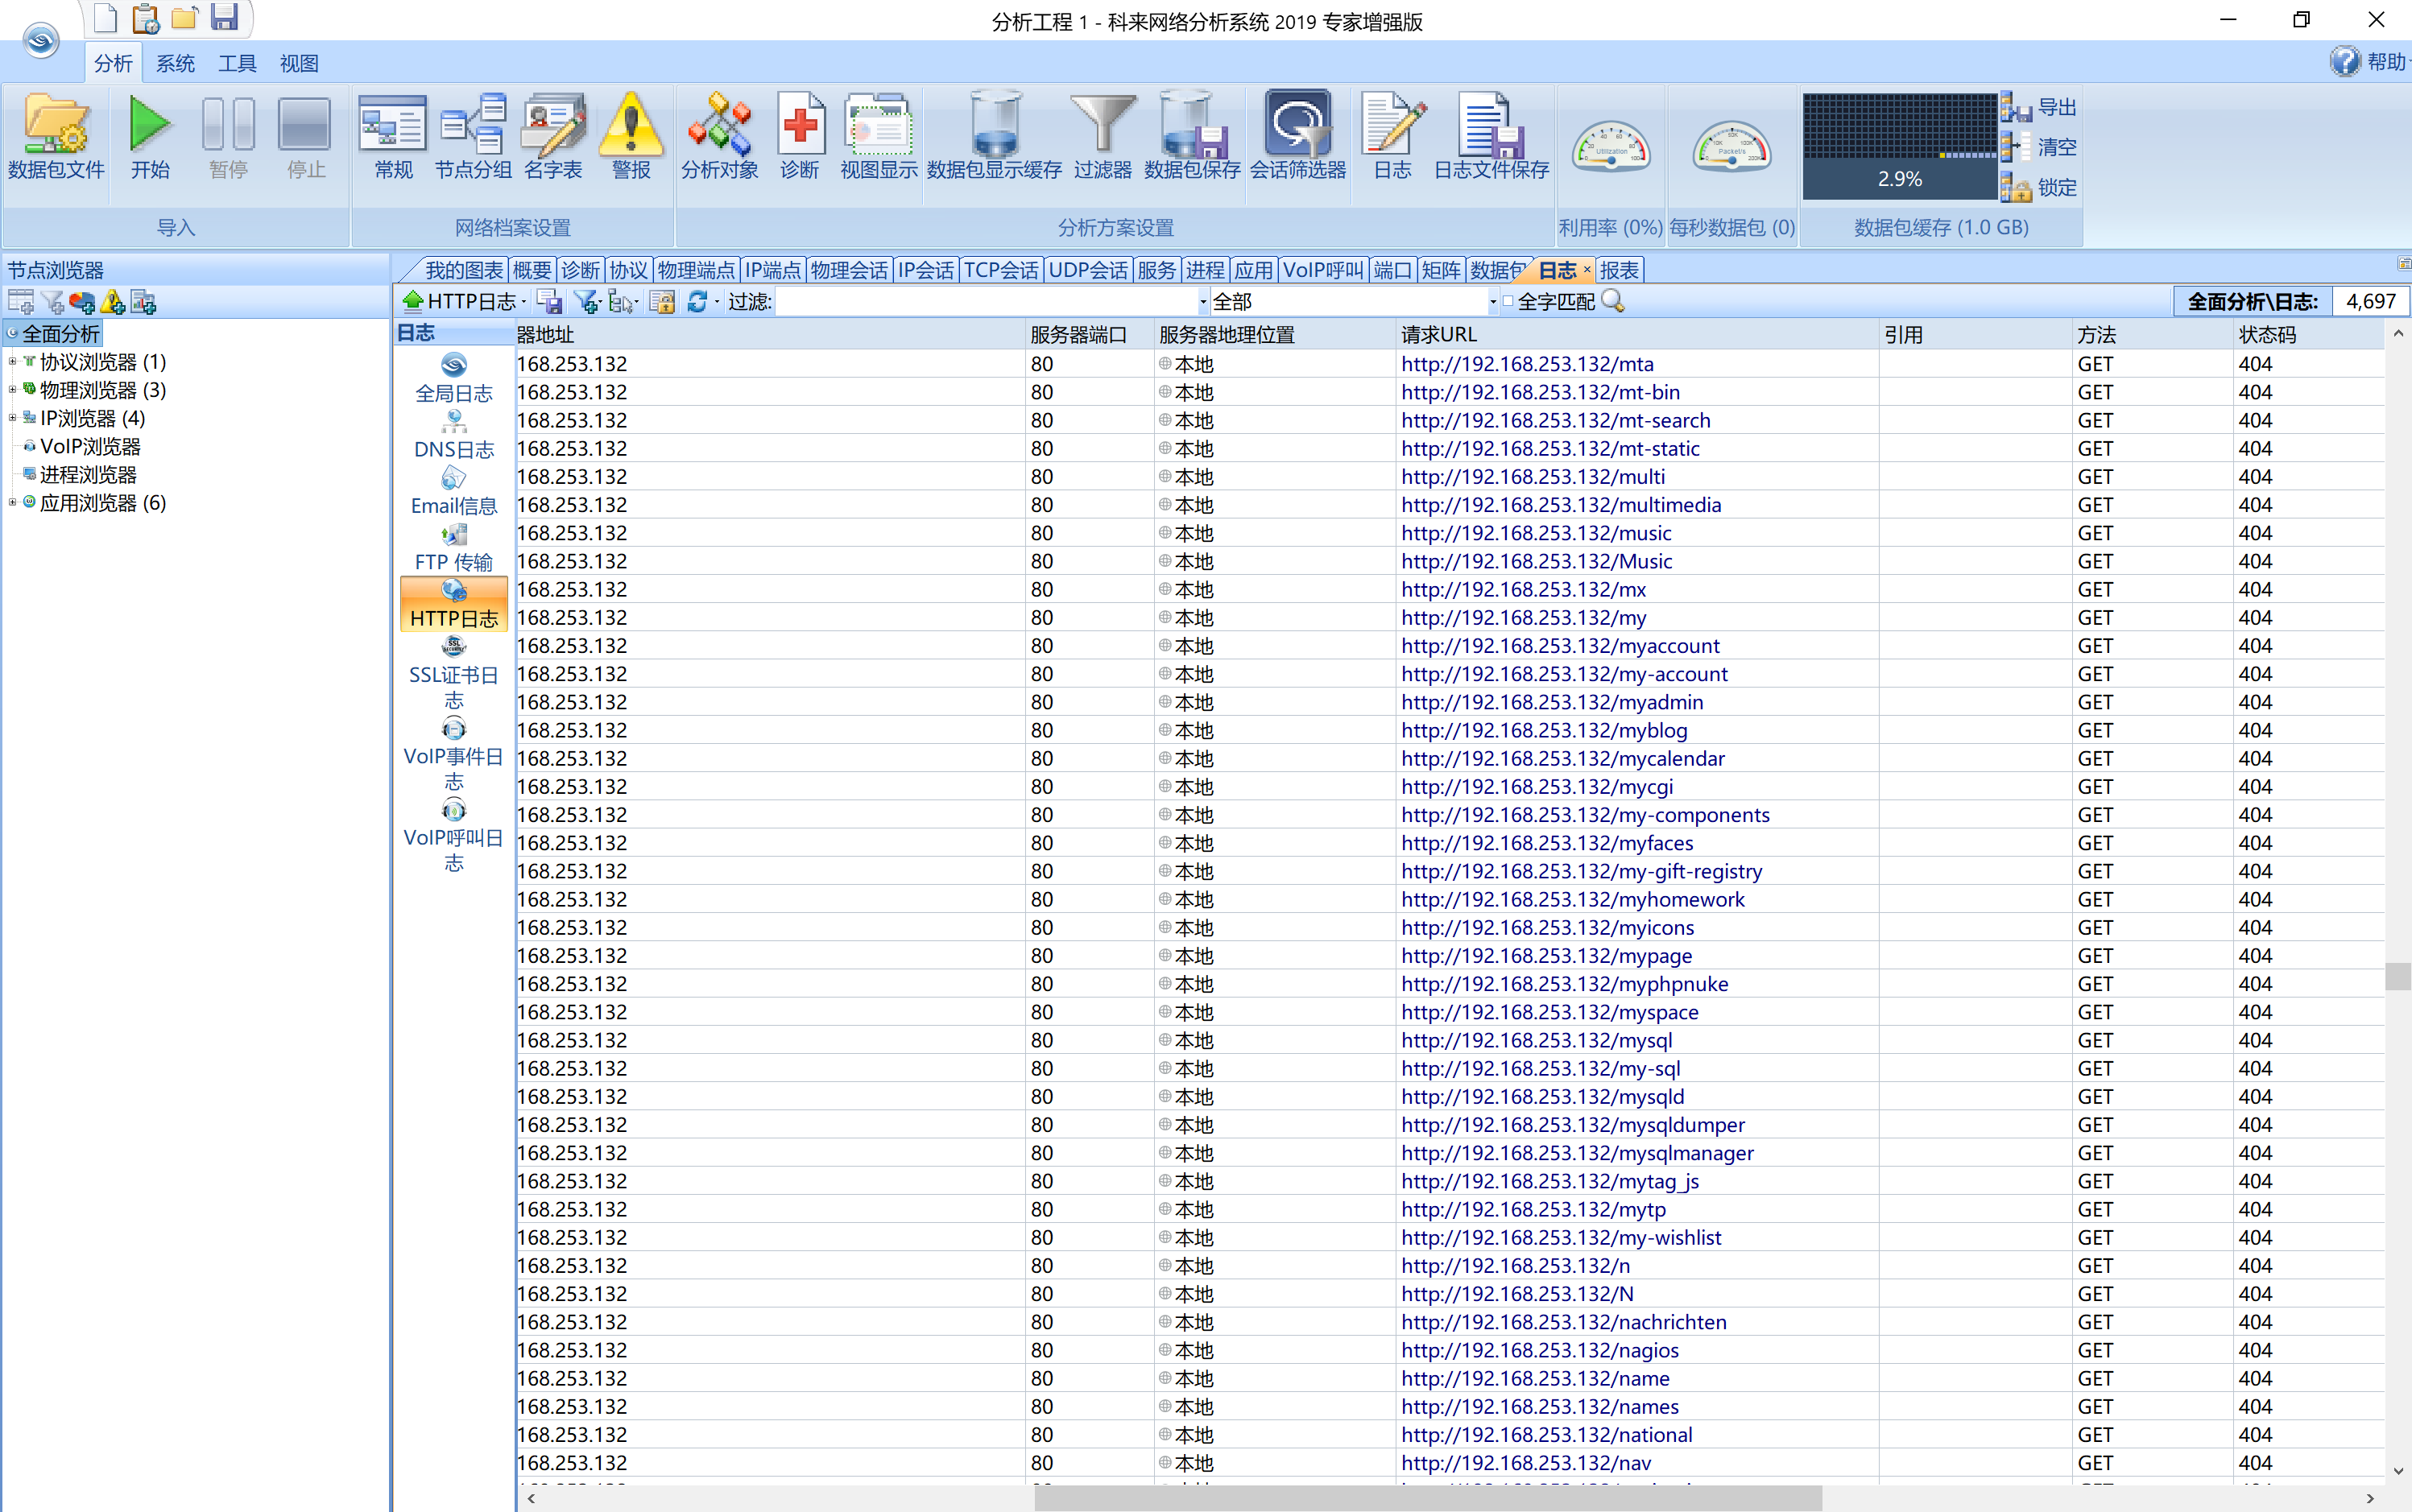 分析工程 1 - 科来网络分析系统 2019 专家增强版
分析 系统 工具 视图 帮助
数据包文件 开始 暂停 停止 常规 节点分组 名字表 警报 分析对象 诊断 视图显示 数据包显示缓存 过滤器 数据包保存 会话筛选器 日志 日志文件保存
2.9%
导出
清空
锁定
导入 网络档案设置 分析方案设置 利用率 (0%) 每秒数据包 (0) 数据包缓存 (1.0 GB)
节点浏览器
全面分析
协议浏览器 (1)
物理浏览器 (3)
IP浏览器 (4)
VoIP浏览器
进程浏览器
应用浏览器 (6)
我的图表 概要 诊断 协议 物理端点 IP端点 物理会话 IP会话 TCP会话 UDP会话 服务 进程 应用 VoIP呼叫 端口 矩阵 数据包 日志 报表
HTTP日志 过滤: 全部 全字匹配 全面分析\日志: 4,697
日志
全局日志
DNS日志
Email信息
FTP 传输
HTTP日志
SSL证书日
志
VoIP事件日
志
VoIP呼叫日
志
器地址 服务器端口 服务器地理位置 请求URL 引用 方法 状态码
168.253.132 80 本地 http://192.168.253.132/mta GET 404
168.253.132 80 本地 http://192.168.253.132/mt-bin GET 404
168.253.132 80 本地 http://192.168.253.132/mt-search GET 404
168.253.132 80 本地 http://192.168.253.132/mt-static GET 404
168.253.132 80 本地 http://192.168.253.132/multi GET 404
168.253.132 80 本地 http://192.168.253.132/multimedia GET 404
168.253.132 80 本地 http://192.168.253.132/music GET 404
168.253.132 80 本地 http://192.168.253.132/Music GET 404
168.253.132 80 本地 http://192.168.253.132/mx GET 404
168.253.132 80 本地 http://192.168.253.132/my GET 404
168.253.132 80 本地 http://192.168.253.132/myaccount GET 404
168.253.132 80 本地 http://192.168.253.132/my-account GET 404
168.253.132 80 本地 http://192.168.253.132/myadmin GET 404
168.253.132 80 本地 http://192.168.253.132/myblog GET 404
168.253.132 80 本地 http://192.168.253.132/mycalendar GET 404
168.253.132 80 本地 http://192.168.253.132/mycgi GET 404
168.253.132 80 本地 http://192.168.253.132/my-components GET 404
168.253.132 80 本地 http://192.168.253.132/myfaces GET 404
168.253.132 80 本地 http://192.168.253.132/my-gift-registry GET 404
168.253.132 80 本地 http://192.168.253.132/myhomework GET 404
168.253.132 80 本地 http://192.168.253.132/myicons GET 404
168.253.132 80 本地 http://192.168.253.132/mypage GET 404
168.253.132 80 本地 http://192.168.253.132/myphpnuke GET 404
168.253.132 80 本地 http://192.168.253.132/myspace GET 404
168.253.132 80 本地 http://192.168.253.132/mysql GET 404
168.253.132 80 本地 http://192.168.253.132/my-sql GET 404
168.253.132 80 本地 http://192.168.253.132/mysqld GET 404
168.253.132 80 本地 http://192.168.253.132/mysqldumper GET 404
168.253.132 80 本地 http://192.168.253.132/mysqlmanager GET 404
168.253.132 80 本地 http://192.168.253.132/mytag_js GET 404
168.253.132 80 本地 http://192.168.253.132/mytp GET 404
168.253.132 80 本地 http://192.168.253.132/my-wishlist GET 404
168.253.132 80 本地 http://192.168.253.132/n GET 404
168.253.132 80 本地 http://192.168.253.132/N GET 404
168.253.132 80 本地 http://192.168.253.132/nachrichten GET 404
168.253.132 80 本地 http://192.168.253.132/nagios GET 404
168.253.132 80 本地 http://192.168.253.132/name GET 404
168.253.132 80 本地 http://192.168.253.132/names GET 404
168.253.132 80 本地 http://192.168.253.132/national GET 404
168.253.132 80 本地 http://192.168.253.132/nav GET 404